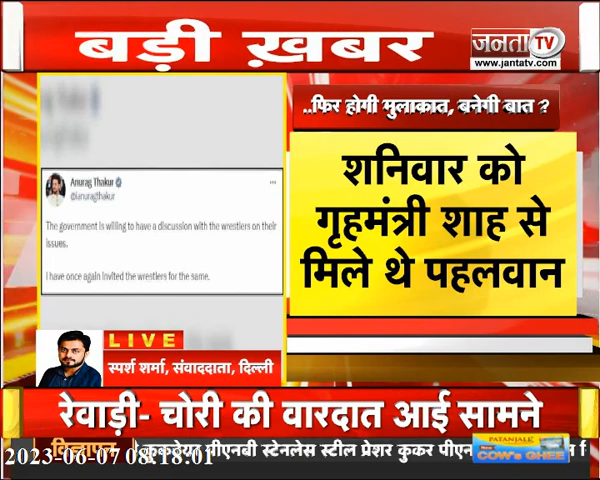 बड़ी ख़बर
जनता TV
www.jantatv.com
..फिर होगी मुलाकात, बनेगी बात ?
शनिवार को
गृहमंत्री शाह से
मिले थे पहलवान
Anurag Thakur
@ianuragthakur
The government is willing to have a discussion with the wrestlers on their
issues.
I have once again invited the wrestlers for the same.
LIVE
स्पर्श शर्मा, संवाददाता, दिल्ली
रेवाड़ी- चोरी की वारदात आई सामने
विज्ञापन
पीएनबी स्टेनलेस स्टील प्रेशर कुकर
PATANJALI
COW's GHEE
2023-06-07 08:18:01